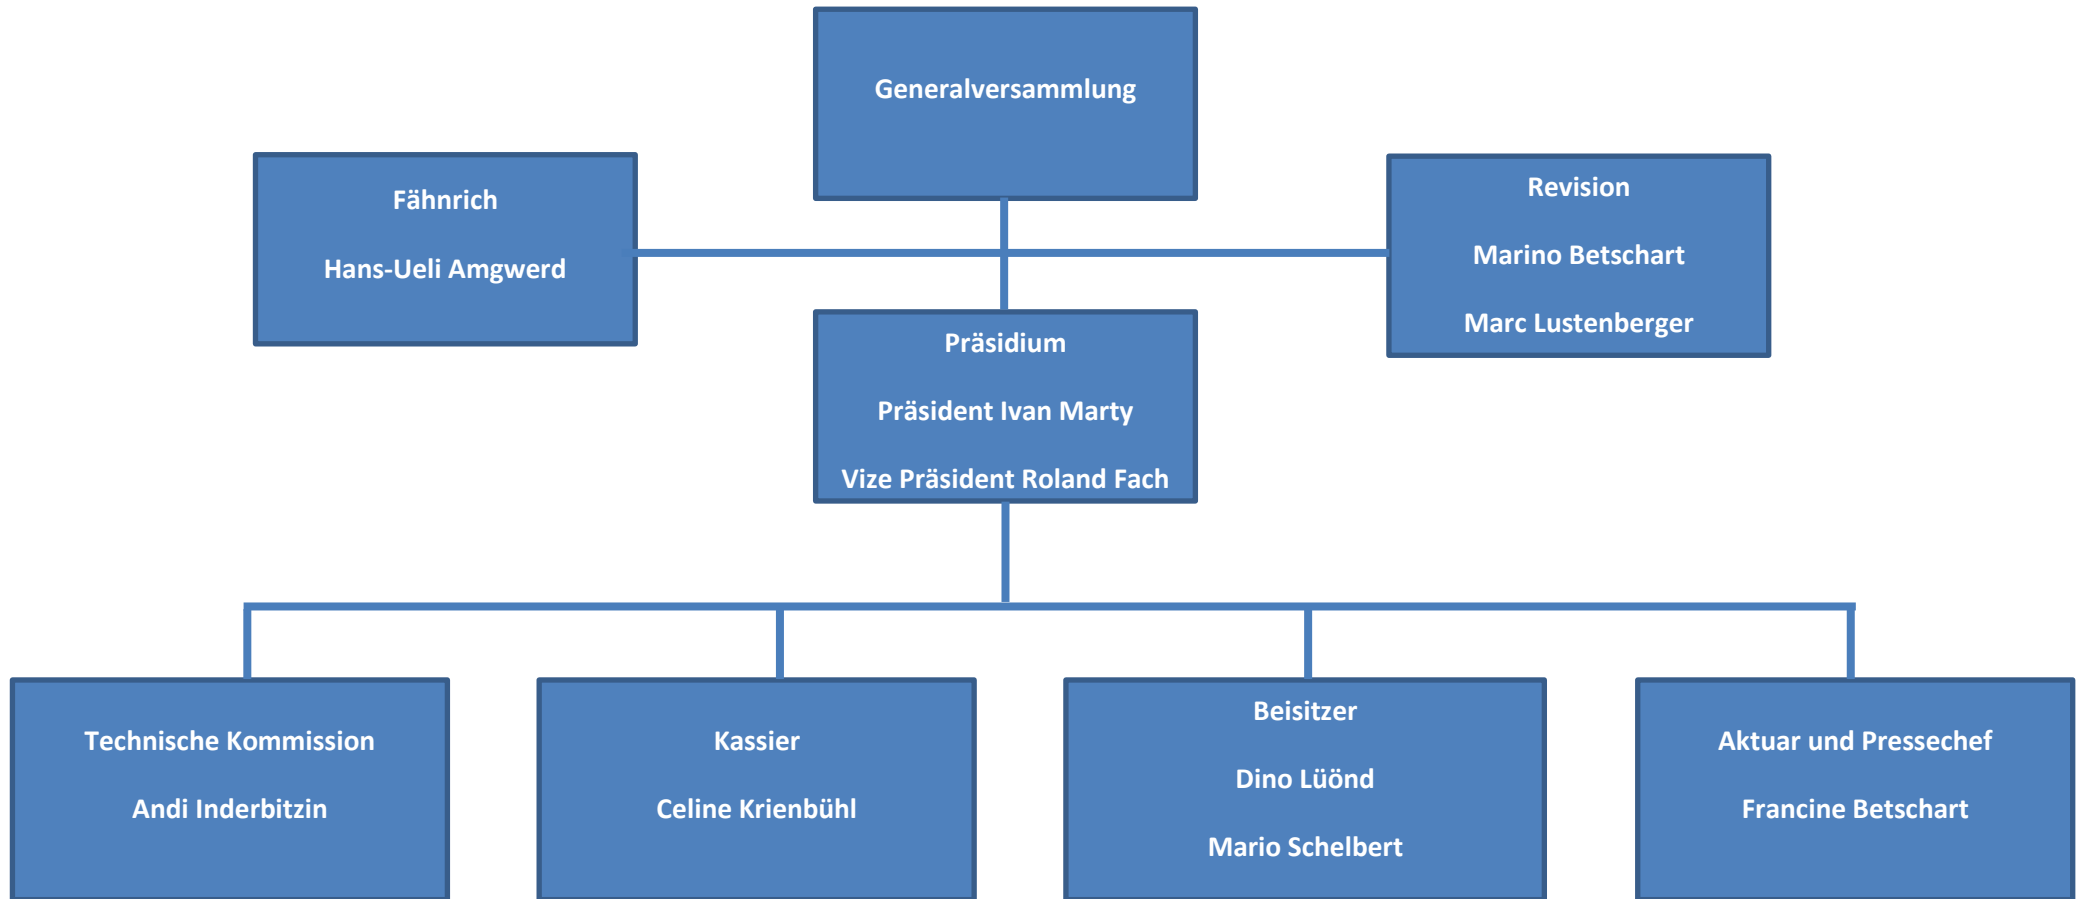 Generalversammlung
Fähnrich
Hans-Ueli Amgwerd
Revision
Marino Betschart
Marc Lustenberger
Präsidium
Präsident Ivan Marty
Vize Präsident Roland Fach
Technische Kommission
Andi Inderbitzin
Kassier
Celine Krienbühl
Beisitzer
Dino Lüönd
Mario Schelbert
Aktuar und Pressechef
Francine Betschart